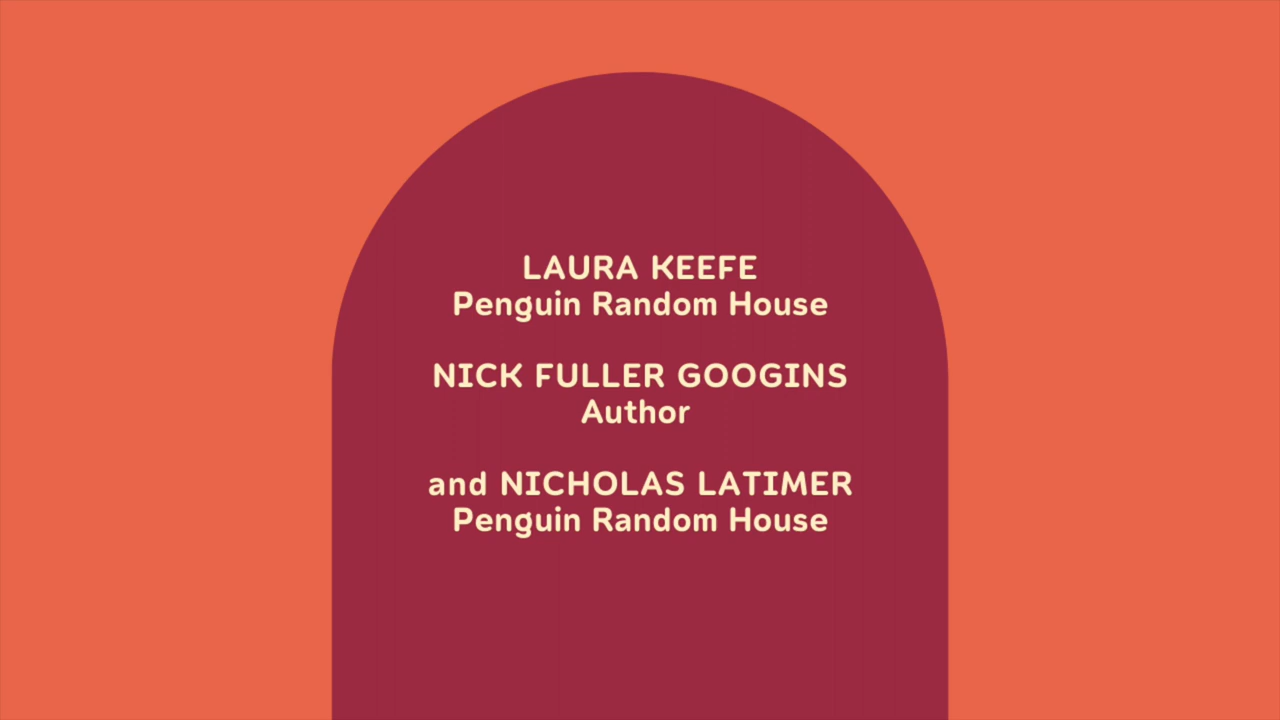 LAURA KEEFE
Penguin Random House
NICK FULLER GOOGINS
Author
and NICHOLAS LATIMER
Penguin Random House